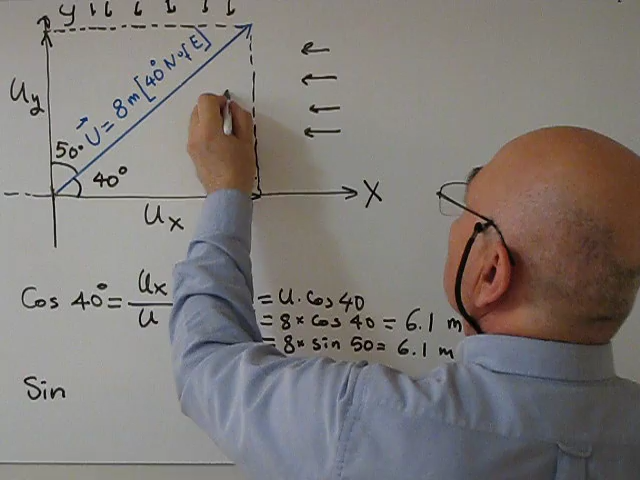 y
Uy
U = 8m [40° N of E]
50°
40°
X
Ux
Cos 40° = Ux / U
= U . Cos 40
= 8 × cos 40 = 6.1 m
= 8 × sin 50 = 6.1 m
Sin